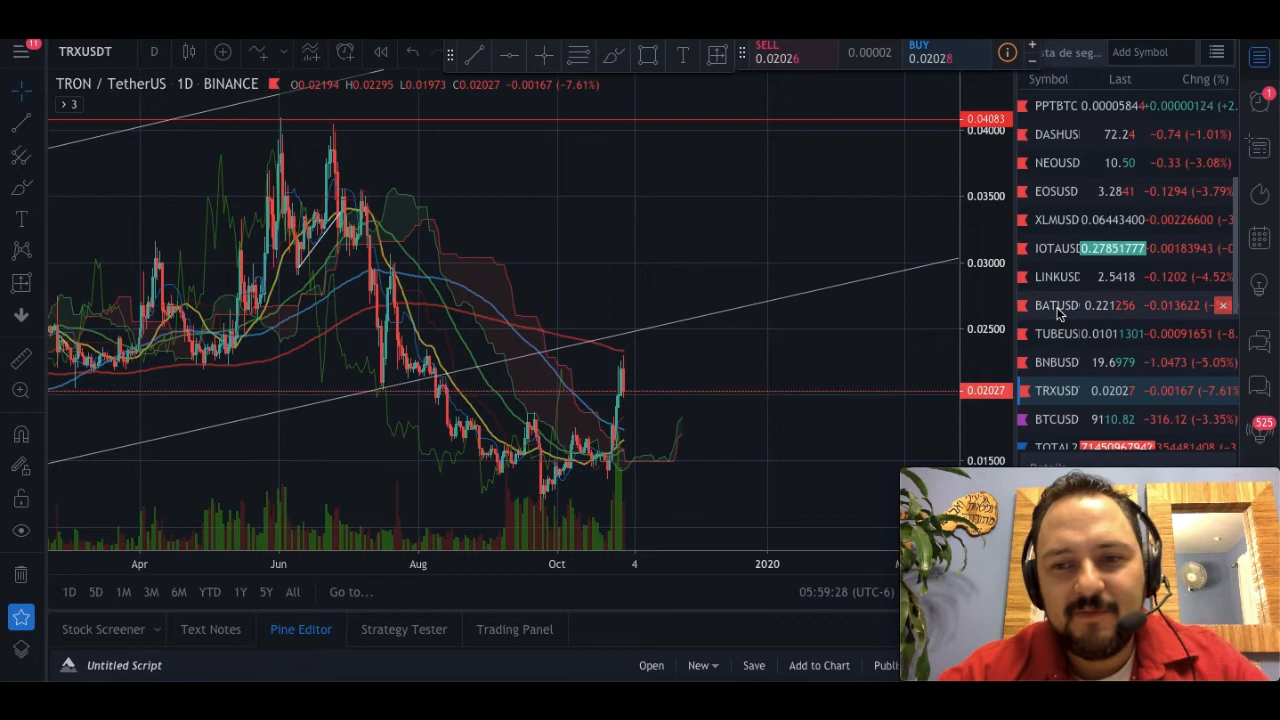 11
TRXUSDT
D
T
SELL
0.02026
0.00002
BUY
0.02028
sta de seg...
Add Symbol
Symbol Last Chng (%)
TRON / TetherUS · 1D · BINANCE O0.02194 H0.02295 L0.01973 C0.02027 −0.00167 (−7.61%)
3
PPTBTC 0.00005844 +0.00000124 (+2.
DASHUS 72.24 −0.74 (−1.01%)
NEOUSD 10.50 −0.33 (−3.08%)
EOSUSD 3.2841 −0.1294 (−3.79%
XLMUSD 0.06443400 −0.00226600 (−3
IOTAUSD 0.27851777 −0.00183943 (−0
LINKUSD 2.5418 −0.1202 (−4.52%
BATUSD 0.221256 −0.013622 (−
TUBEUS 0.01011301 −0.00091651 (−8.
BNBUSD 19.6979 −1.0473 (−5.05%)
TRXUSD 0.02027 −0.00167 (−7.61%
BTCUSD 9110.82 −316.12 (−3.35%)
TOTAL2 71450967947 354481408 (−3
1
525
0.04083
0.04000
0.03500
0.03000
0.02500
0.02027
0.01500
Apr Jun Aug Oct 4 2020
1D 5D 1M 3M 6M YTD 1Y 5Y All Go to...
05:59:28 (UTC-6)
Stock Screener Text Notes Pine Editor Strategy Tester Trading Panel
Untitled Script
Open New Save Add to Chart Publi